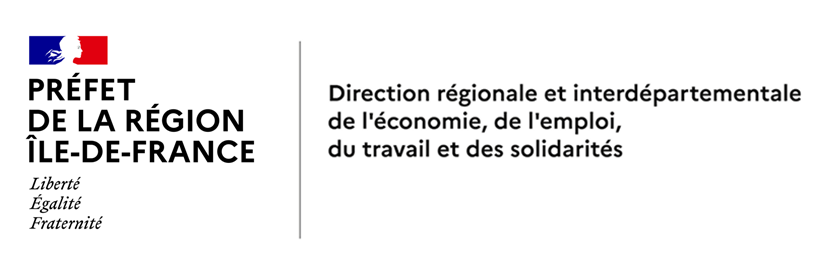 PRÉFET
DE LA RÉGION
ÎLE-DE-FRANCE
Liberté
Égalité
Fraternité
Direction régionale et interdépartementale
de l'économie, de l'emploi,
du travail et des solidarités